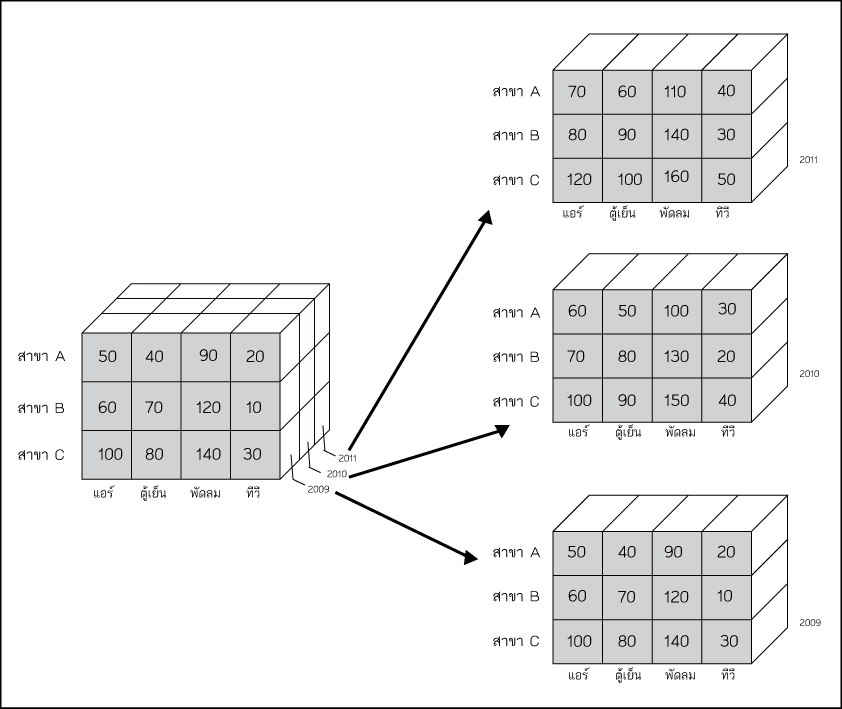 สาขา A 50 40 90 20
สาขา B 60 70 120 10
สาขา C 100 80 140 30
แอร์ ตู้เย็น พัดลม ทีวี
2011
2010
2009
สาขา A 70 60 110 40
สาขา B 80 90 140 30
สาขา C 120 100 160 50
แอร์ ตู้เย็น พัดลม ทีวี
2011
สาขา A 60 50 100 30
สาขา B 70 80 130 20
สาขา C 100 90 150 40
แอร์ ตู้เย็น พัดลม ทีวี
2010
สาขา A 50 40 90 20
สาขา B 60 70 120 10
สาขา C 100 80 140 30
แอร์ ตู้เย็น พัดลม ทีวี
2009